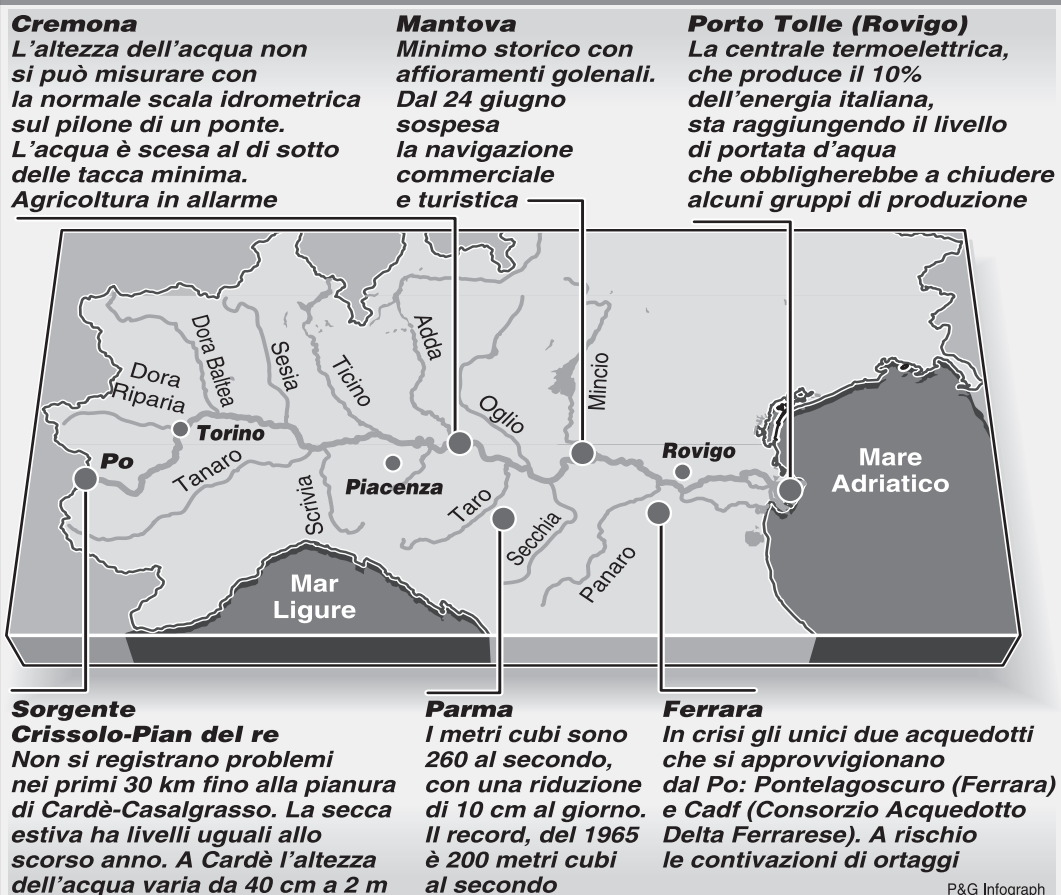 Cremona
L'altezza dell'acqua non
si può misurare con
la normale scala idrometrica
sul pilone di un ponte.
L'acqua è scesa al di sotto
delle tacca minima.
Agricoltura in allarme
Mantova
Minimo storico con
affioramenti golenali.
Dal 24 giugno
sospesa
la navigazione
commerciale
e turistica
Porto Tolle (Rovigo)
La centrale termoelettrica,
che produce il 10%
dell'energia italiana,
sta raggiungendo il livello
di portata d'aqua
che obbligherebbe a chiudere
alcuni gruppi di produzione
Dora
Riparia
Dora Baltea
Sesia
Ticino
Adda
Oglio
Mincio
Torino
Po
Tanaro
Scrivia
Piacenza
Taro
Secchia
Panaro
Rovigo
Mare
Adriatico
Mar
Ligure
Sorgente
Crissolo-Pian del re
Non si registrano problemi
nei primi 30 km fino alla pianura
di Cardè-Casalgrasso. La secca
estiva ha livelli uguali allo
scorso anno. A Cardè l'altezza
dell'acqua varia da 40 cm a 2 m
Parma
I metri cubi sono
260 al secondo,
con una riduzione
di 10 cm al giorno.
Il record, del 1965
è 200 metri cubi
al secondo
Ferrara
In crisi gli unici due acquedotti
che si approvvigionano
dal Po: Pontelagoscuro (Ferrara)
e Cadf (Consorzio Acquedotto
Delta Ferrarese). A rischio
le contivazioni di ortaggi
P&G Infograph